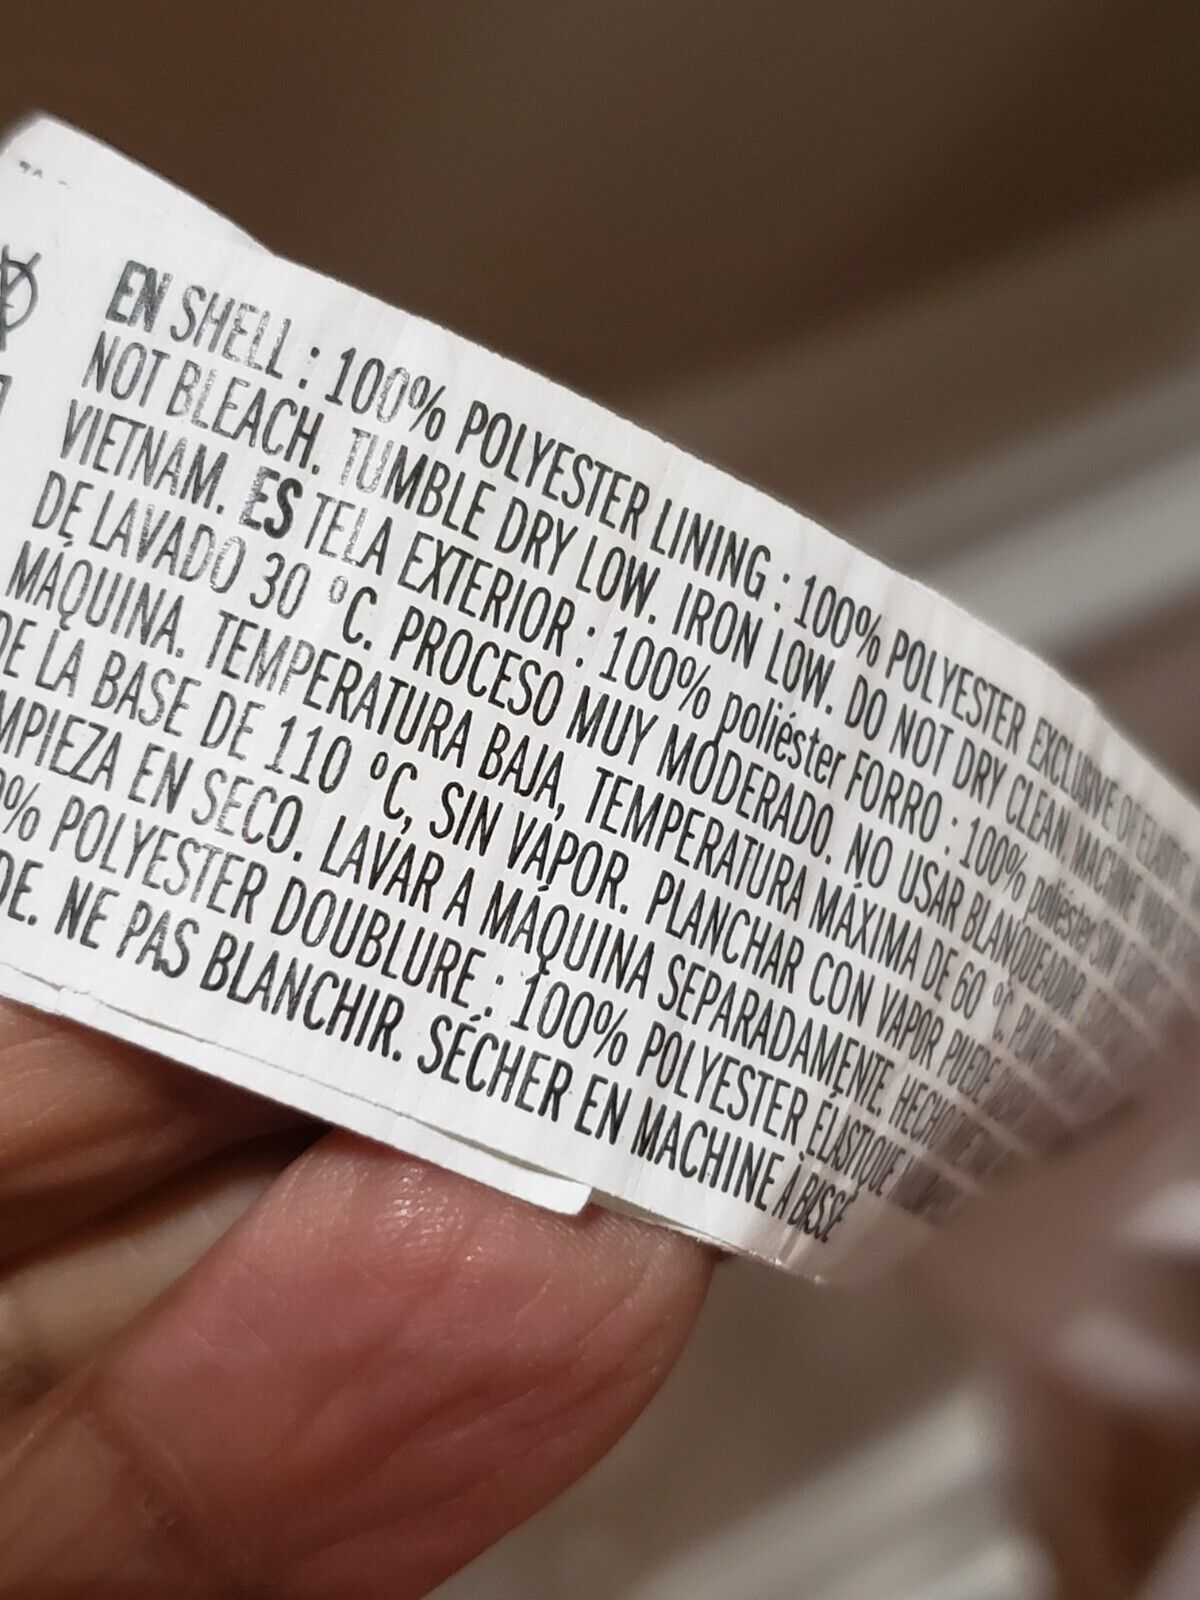 EN SHELL : 100% POLYESTER LINING : 100% POLYESTER EXCLUSIVE OF ELASTIC
NOT BLEACH. TUMBLE DRY LOW. IRON LOW. DO NOT DRY CLEAN. MACHINE WASH
VIETNAM. ES TELA EXTERIOR : 100% poliéster FORRO : 100% poliéster SIN
DE LAVADO 30 °C. PROCESO MUY MODERADO. NO USAR BLANQUEADOR.
MÁQUINA. TEMPERATURA BAJA, TEMPERATURA MÁXIMA DE 60 °C.
DE LA BASE DE 110 °C, SIN VAPOR. PLANCHAR CON VAPOR PUEDE
EN SECO. LAVAR A MÁQUINA SEPARADAMENTE. HECHO
POLYESTER DOUBLURE : 100% POLYESTER ÉLASTIQUE
NE PAS BLANCHIR. SÉCHER EN MACHINE À